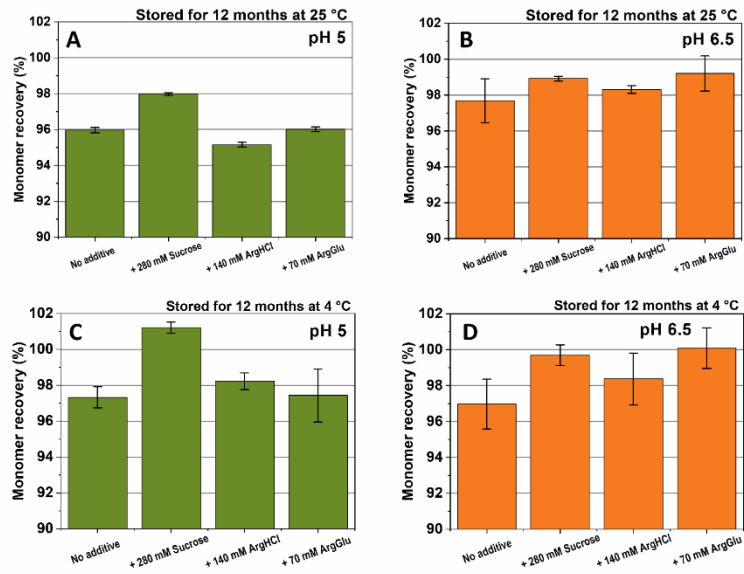 Stored for 12 months at 25 °C
A
pH 5
Monomer recovery (%)
102
100
98
96
94
92
90
No additive
+ 280 mM Sucrose
+ 140 mM ArgHCl
+ 70 mM ArgGlu
Stored for 12 months at 25 °C
B
pH 6.5
Monomer recovery (%)
102
100
98
96
94
92
90
No additive
+ 280 mM Sucrose
+ 140 mM ArgHCl
+ 70 mM ArgGlu
Stored for 12 months at 4 °C
C
pH 5
Monomer recovery (%)
102
100
98
96
94
92
90
No additive
+ 280 mM Sucrose
+ 140 mM ArgHCl
+ 70 mM ArgGlu
Stored for 12 months at 4 °C
D
pH 6.5
Monomer recovery (%)
102
100
98
96
94
92
90
No additive
+ 280 mM Sucrose
+ 140 mM ArgHCl
+ 70 mM ArgGlu